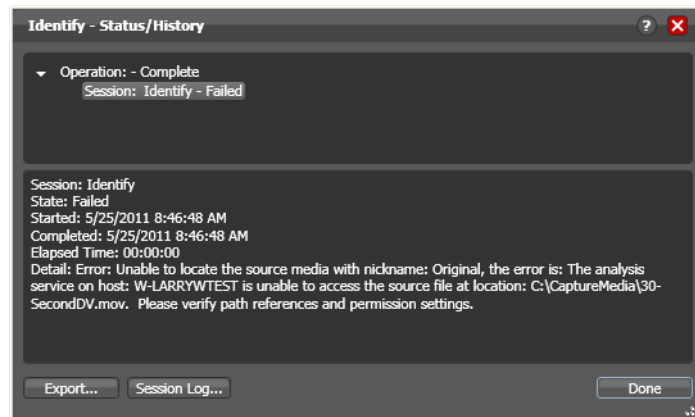 Identify - Status/History
?
Operation: - Complete
Session: Identify - Failed
Session: Identify
State: Failed
Started: 5/25/2011 8:46:48 AM
Completed: 5/25/2011 8:46:48 AM
Elapsed Time: 00:00:00
Detail: Error: Unable to locate the source media with nickname: Original, the error is: The analysis
service on host: W-LARRYWTEST is unable to access the source file at location: C:\CaptureMedia\30-
SecondDV.mov. Please verify path references and permission settings.
Export... Session Log... Done